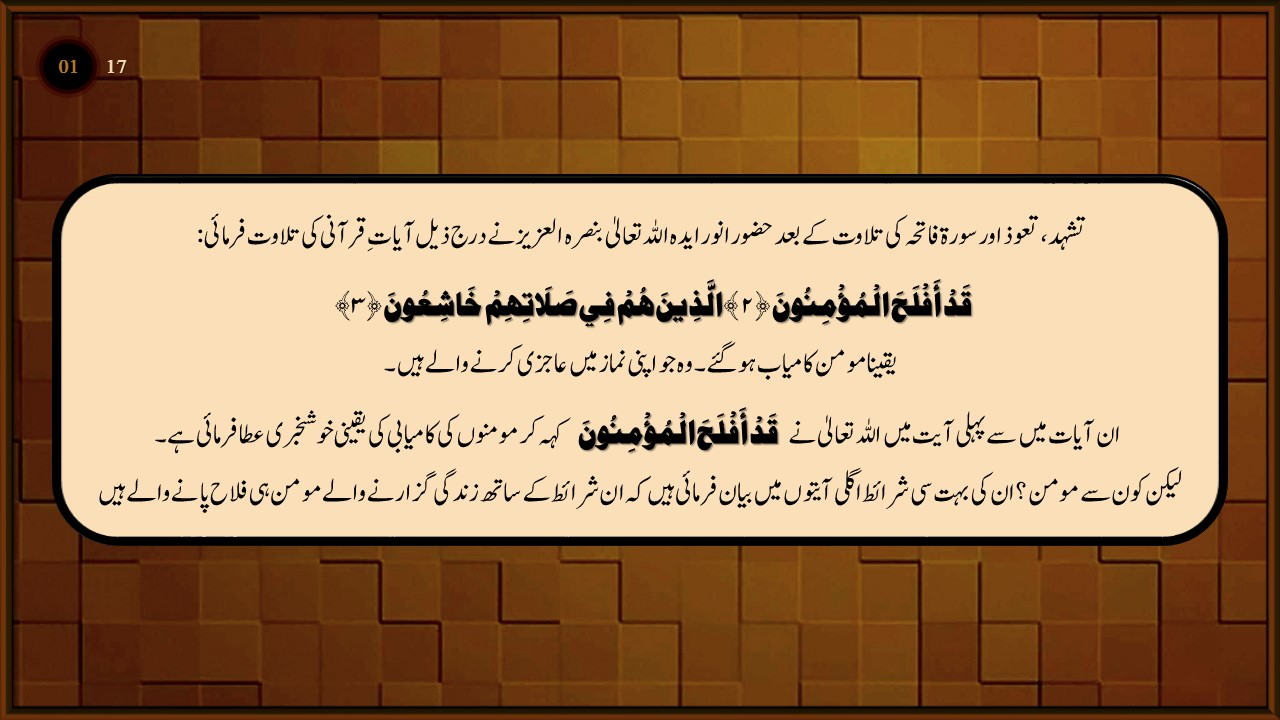 01 17
تشہد، تعوذ اور سورۃ فاتحہ کی تلاوت کے بعد حضور انور ایدہ اللہ تعالیٰ بنصرہ العزیز نے درج ذیل آیاتِ قرآنی کی تلاوت فرمائی:
قَدْ أَفْلَحَ الْمُؤْمِنُونَ ﴿۲﴾ الَّذِينَ هُمْ فِي صَلَاتِهِمْ خَاشِعُونَ ﴿۳﴾
یقینا مومن کامیاب ہو گئے۔ وہ جو اپنی نماز میں عاجزی کرنے والے ہیں۔
ان آیات میں سے پہلی آیت میں اللہ تعالیٰ نے قَدْ أَفْلَحَ الْمُؤْمِنُونَ کہہ کر مومنوں کی کامیابی کی یقینی خوشخبری عطا فرمائی ہے۔
لیکن کون سے مومن؟ ان کی بہت سی شرائط اگلی آیتوں میں بیان فرمائی ہیں کہ ان شرائط کے ساتھ زندگی گزارنے والے مومن ہی فلاح پانے والے ہیں